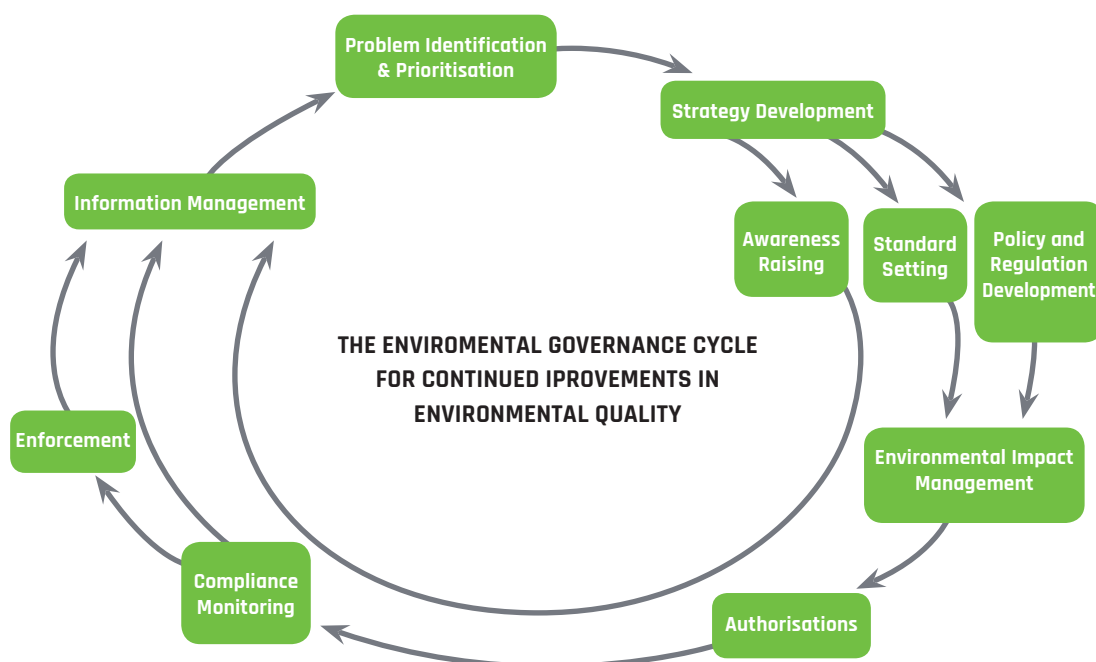 Problem Identification
& Prioritisation
Strategy Development
Information Management
Awareness
Raising
Standard
Setting
Policy and
Regulation
Development
THE ENVIROMENTAL GOVERNANCE CYCLE
FOR CONTINUED IPROVEMENTS IN
ENVIRONMENTAL QUALITY
Enforcement
Environmental Impact
Management
Compliance
Monitoring
Authorisations